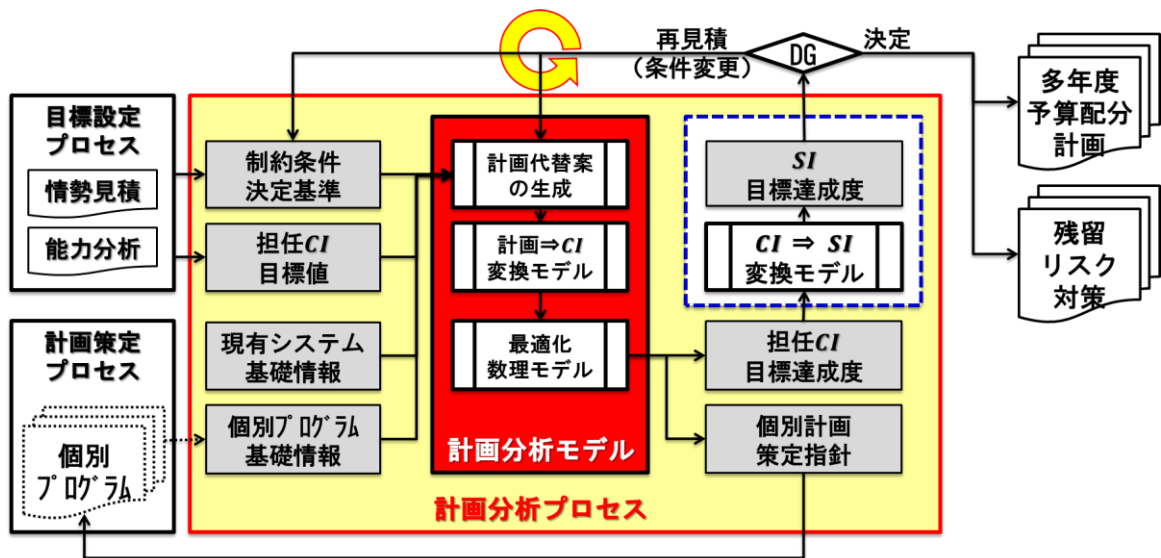 再見積
(条件変更)
DG
決定
多年度
予算配分
計画
残留
リスク
対策
目標設定
プロセス
情勢見積
能力分析
計画策定
プロセス
個別
プログラム
制約条件
決定基準
担任CI
目標値
現有システム
基礎情報
個別プログラム
基礎情報
計画代替案
の生成
計画⇒CI
変換モデル
最適化
数理モデル
計画分析モデル
SI
目標達成度
CI ⇒ SI
変換モデル
担任CI
目標達成度
個別計画
策定指針
計画分析プロセス